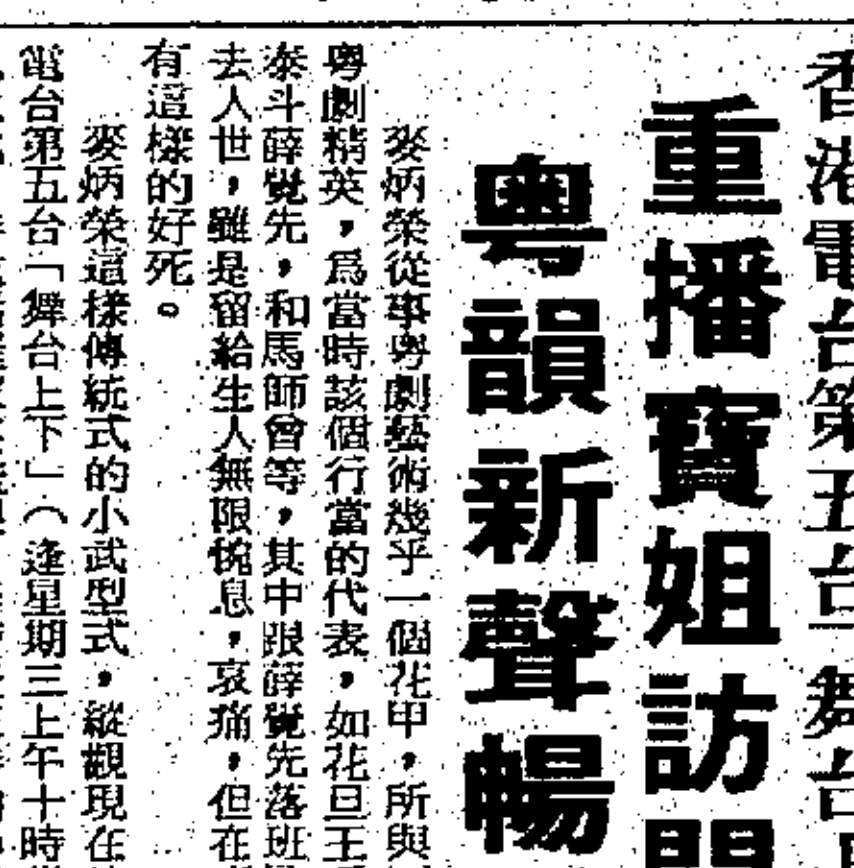 香港電台第五台舞台
重播寶姐訪問
粵韻新聲暢
麥炳榮從事粵劇藝術幾乎一個花甲，所與
粵劇精英，為當時該個行當的代表，如花旦王
泰斗薛覺先，和馬師曾等，其中跟薛覺先落班
去人世，雖是留給生人無限惋息，哀痛，但在
有這樣的好死。
麥炳榮這樣傳統式的小武型式，縱觀現在
電台第五台「舞台上下」（逢星期三上午十時